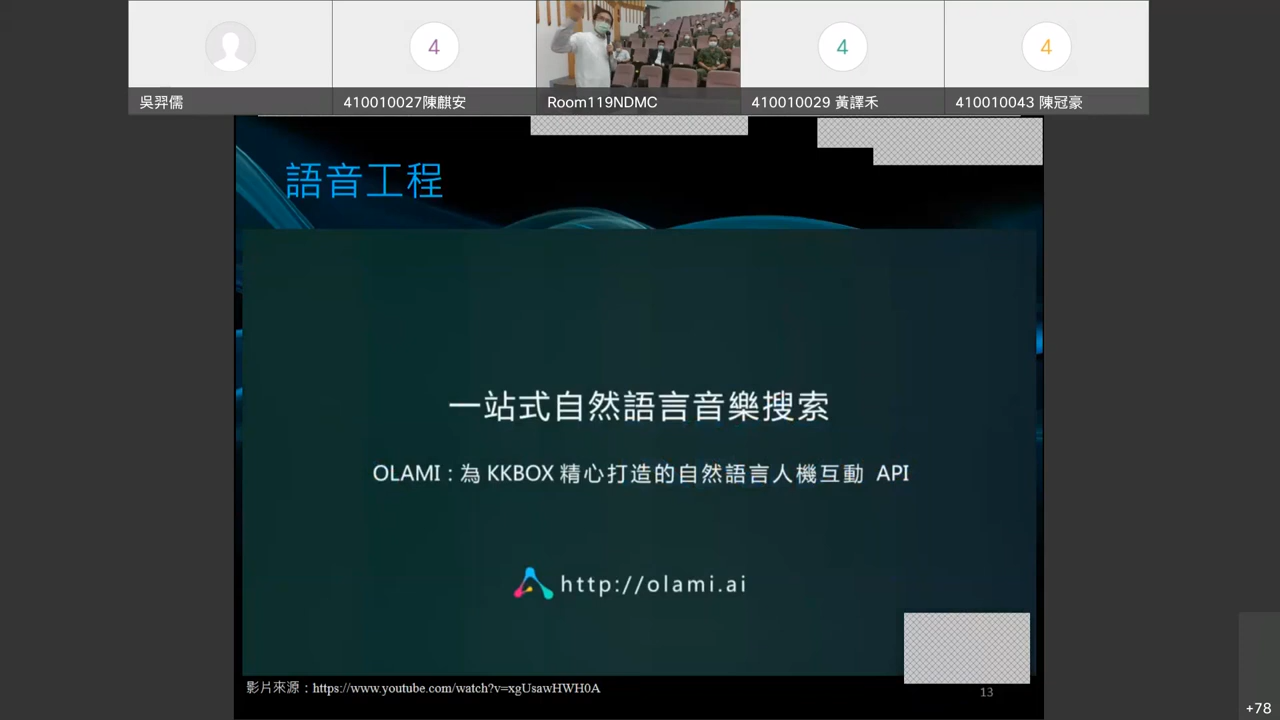 4
4
4
吳羿儒
410010027陳麒安
Room119NDMC
410010029 黃譯禾
410010043 陳冠豪
語音工程
一站式自然語言音樂搜索
OLAMI : 為 KKBOX 精心打造的自然語言人機互動 API
http://olami.ai
影片來源：https://www.youtube.com/watch?v=xgUsawHWH0A
13
+78